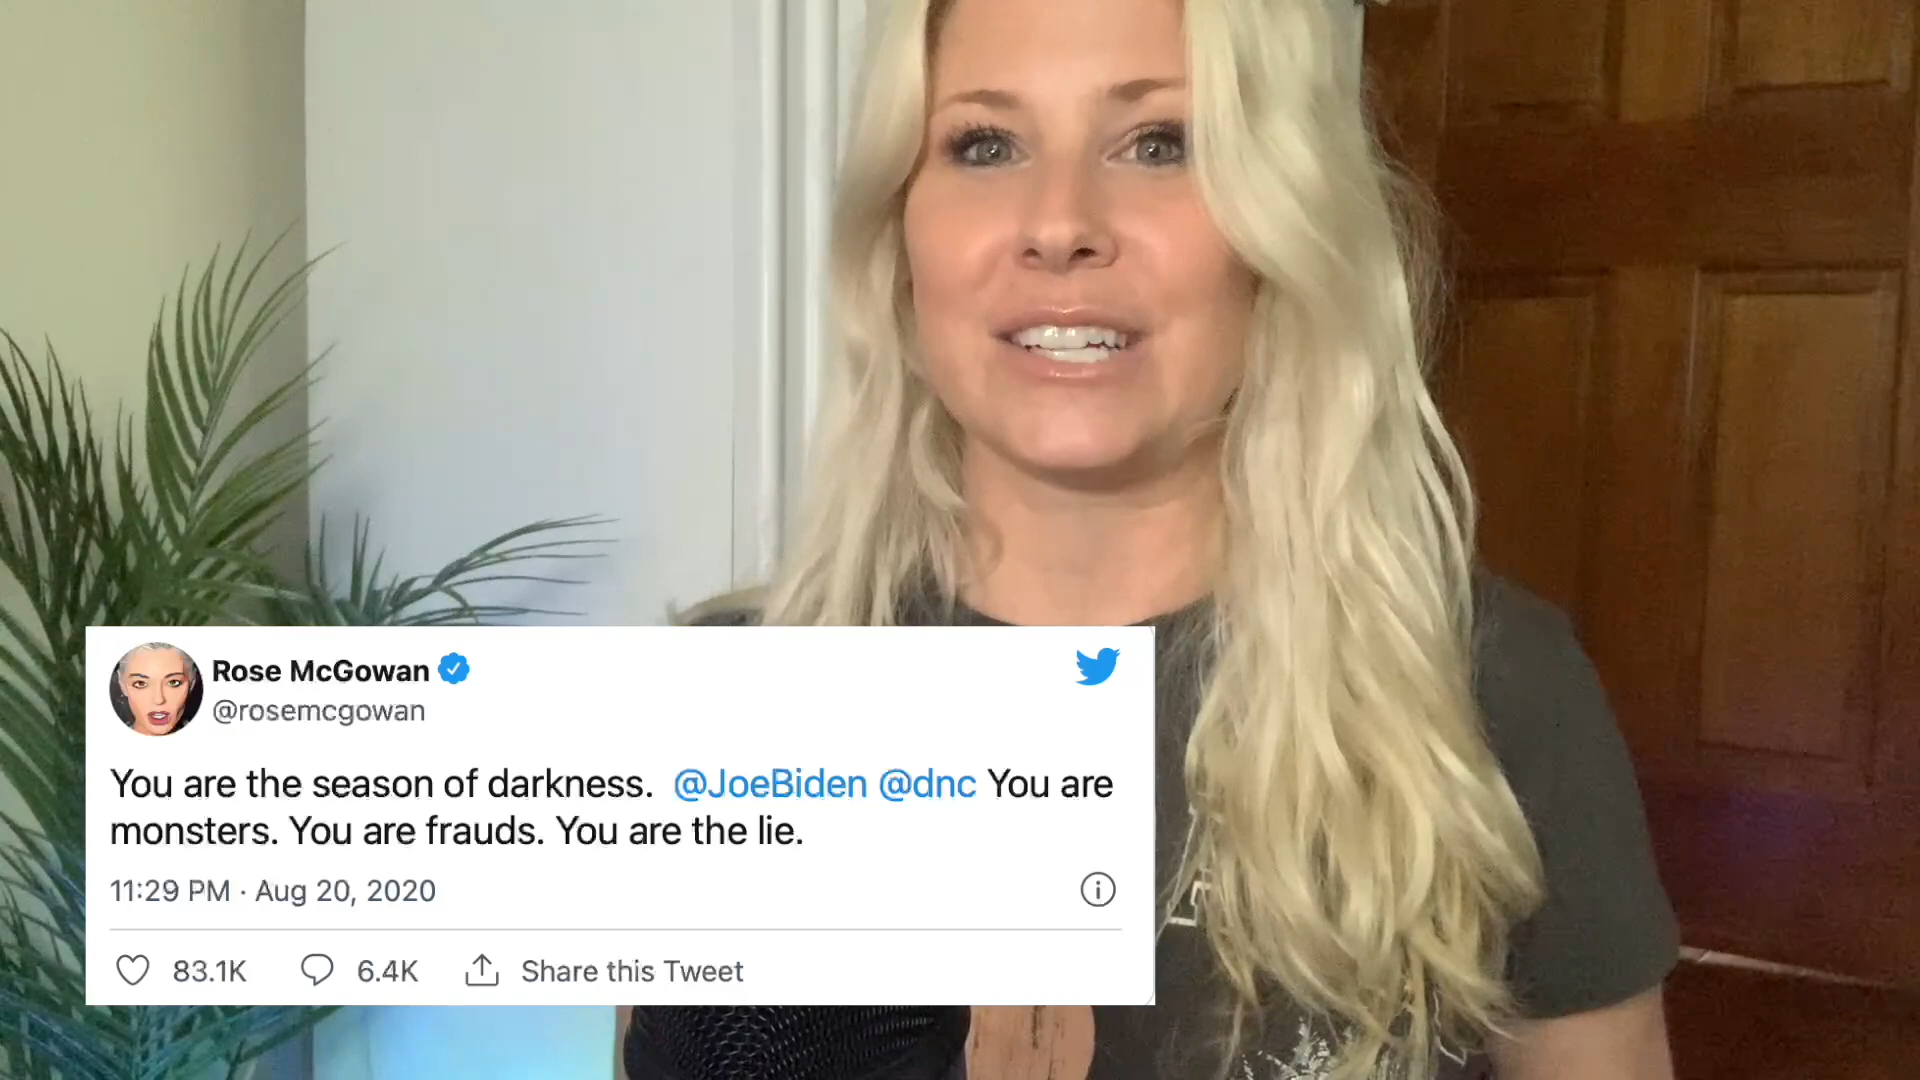 Rose McGowan
@rosemcgowan
You are the season of darkness. @JoeBiden @dnc You are
monsters. You are frauds. You are the lie.
11:29 PM · Aug 20, 2020
83.1K 6.4K Share this Tweet